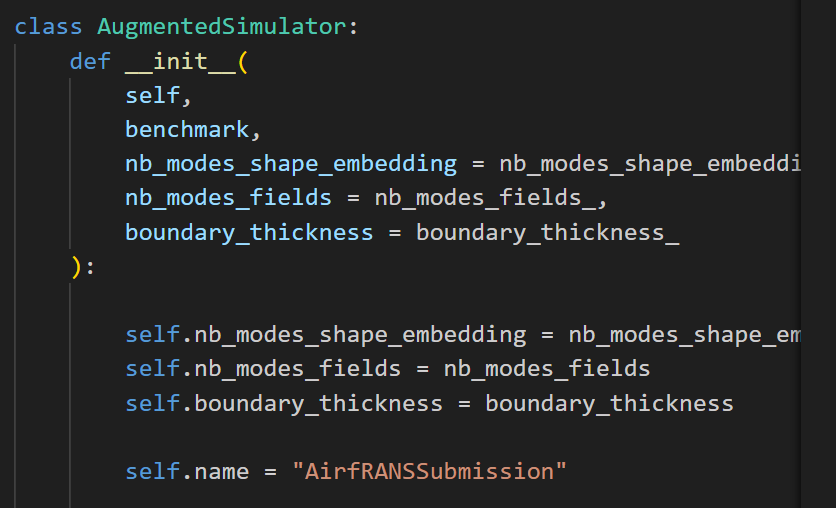 class AugmentedSimulator:
    def __init__(
        self,
        benchmark,
        nb_modes_shape_embedding = nb_modes_shape_embeddi
        nb_modes_fields = nb_modes_fields_,
        boundary_thickness = boundary_thickness_
    ):
        self.nb_modes_shape_embedding = nb_modes_shape_em
        self.nb_modes_fields = nb_modes_fields
        self.boundary_thickness = boundary_thickness
        self.name = "AirfRANSSubmission"